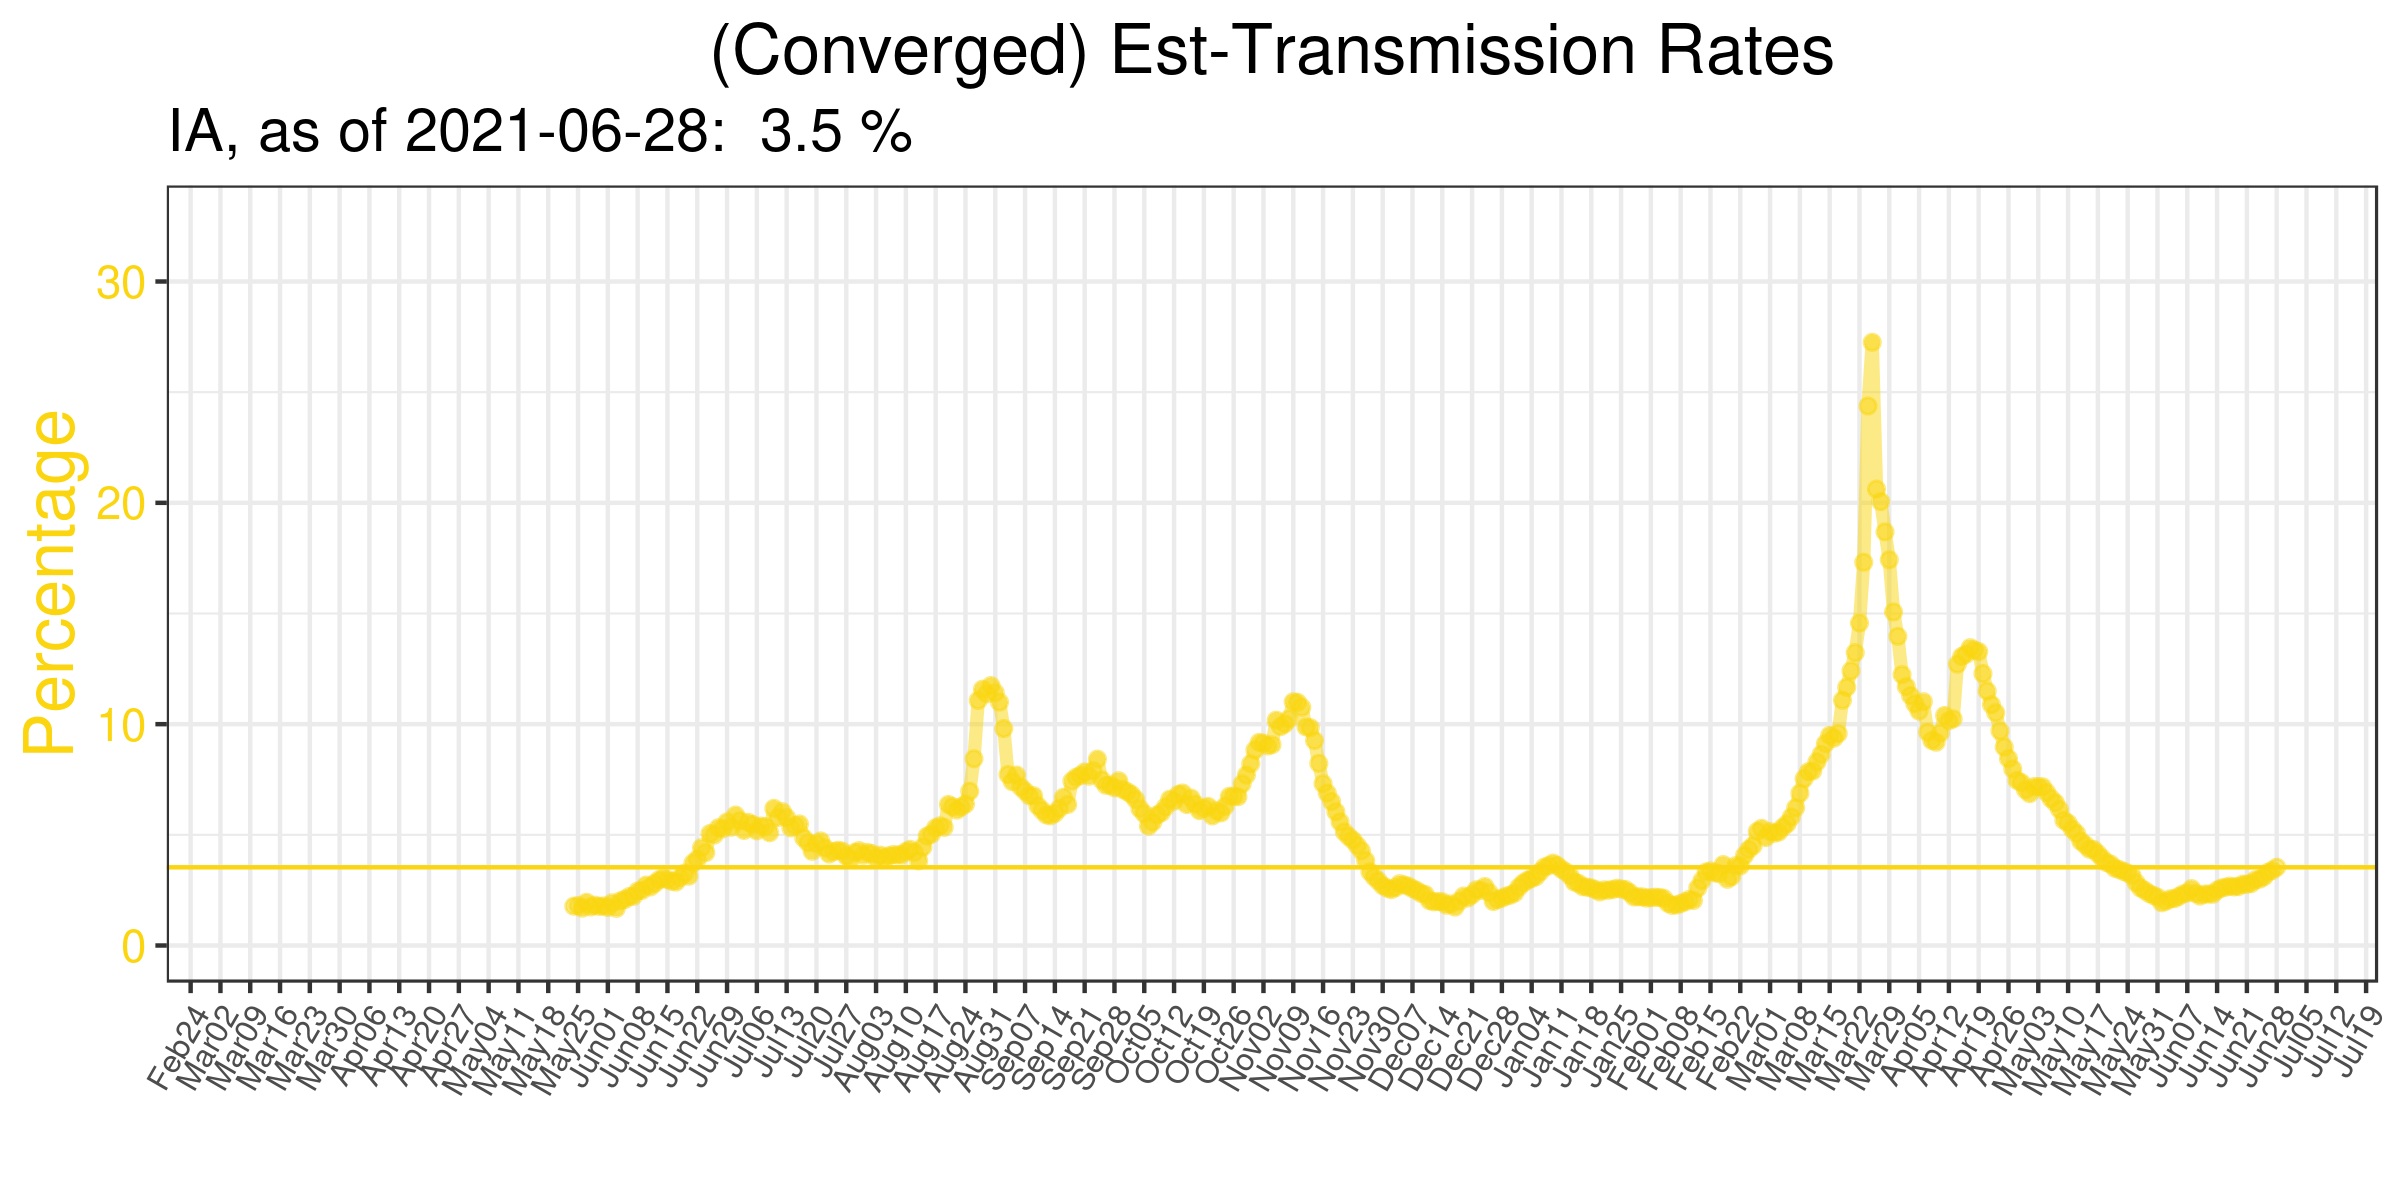 (Converged) Est-Transmission Rates
IA, as of 2021-06-28:  3.5 %
Percentage
30
20
10
0
Feb24
Mar02
Mar09
Mar16
Mar23
Mar30
Apr06
Apr13
Apr20
Apr27
May04
May11
May18
May25
Jun01
Jun08
Jun15
Jun22
Jun29
Jul06
Jul13
Jul20
Jul27
Aug03
Aug10
Aug17
Aug24
Aug31
Sep07
Sep14
Sep21
Sep28
Oct05
Oct12
Oct19
Oct26
Nov02
Nov09
Nov16
Nov23
Nov30
Dec07
Dec14
Dec21
Dec28
Jan04
Jan11
Jan18
Jan25
Feb01
Feb08
Feb15
Feb22
Mar01
Mar08
Mar15
Mar22
Mar29
Apr05
Apr12
Apr19
Apr26
May03
May10
May17
May24
May31
Jun07
Jun14
Jun21
Jun28
Jul05
Jul12
Jul19